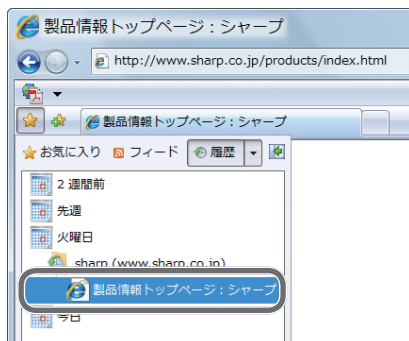 製品情報トップページ：シャープ
http://www.sharp.co.jp/products/index.html
製品情報トップページ：シャープ
お気に入り フィード 履歴
2 週間前
先週
火曜日
sharp (www.sharp.co.jp)
製品情報トップページ：シャープ
今日